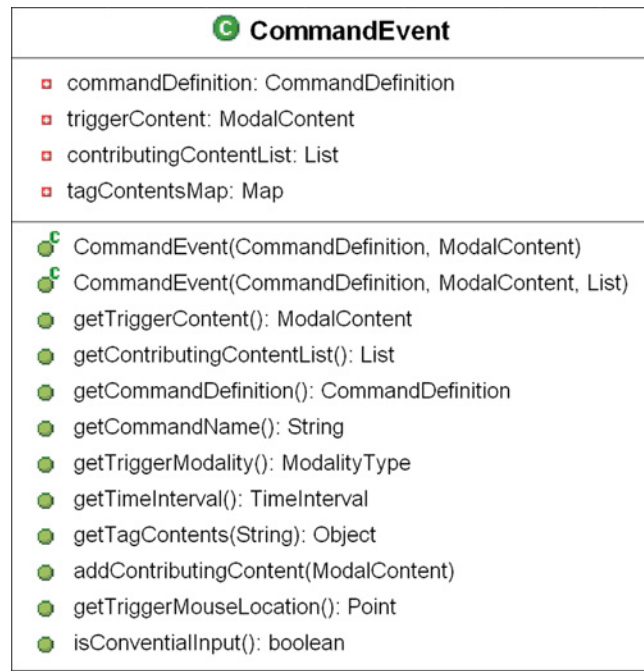 C CommandEvent
commandDefinition: CommandDefinition
triggerContent: ModalContent
contributingContentList: List
tagContentsMap: Map
C CommandEvent(CommandDefinition, ModalContent)
C CommandEvent(CommandDefinition, ModalContent, List)
getTriggerContent(): ModalContent
getContributingContentList(): List
getCommandDefinition(): CommandDefinition
getCommandName(): String
getTriggerModality(): ModalityType
getTimeInterval(): TimeInterval
getTagContents(String): Object
addContributingContent(ModalContent)
getTriggerMouseLocation(): Point
isConventialInput(): boolean